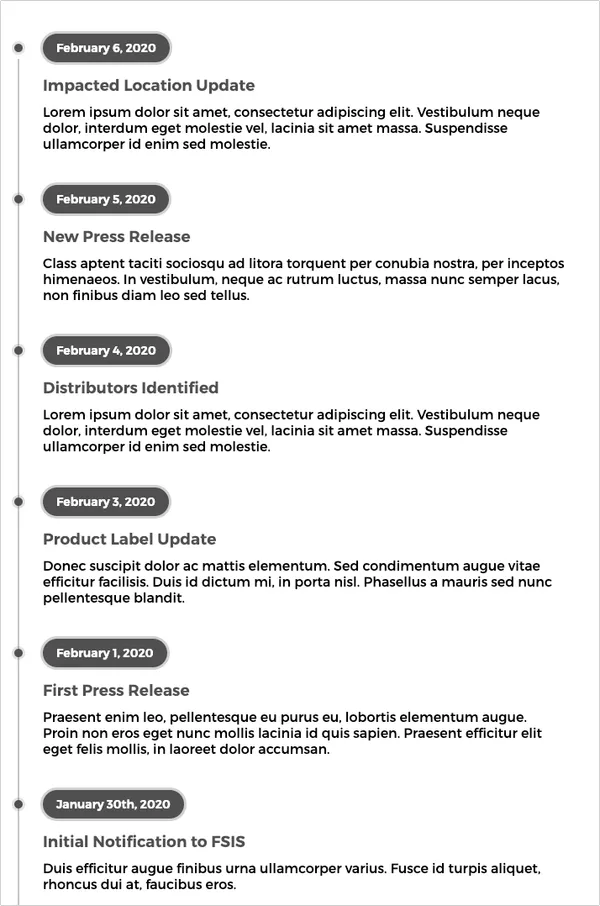 February 6, 2020
Impacted Location Update
Lorem ipsum dolor sit amet, consectetur adipiscing elit. Vestibulum neque
dolor, interdum eget molestie vel, lacinia sit amet massa. Suspendisse
ullamcorper id enim sed molestie.
February 5, 2020
New Press Release
Class aptent taciti sociosqu ad litora torquent per conubia nostra, per inceptos
himenaeos. In vestibulum, neque ac rutrum luctus, massa nunc semper lacus,
non finibus diam leo sed tellus.
February 4, 2020
Distributors Identified
Lorem ipsum dolor sit amet, consectetur adipiscing elit. Vestibulum neque
dolor, interdum eget molestie vel, lacinia sit amet massa. Suspendisse
ullamcorper id enim sed molestie.
February 3, 2020
Product Label Update
Donec suscipit dolor ac mattis elementum. Sed condimentum augue vitae
efficitur facilisis. Duis id dictum mi, in porta nisl. Phasellus a mauris sed nunc
pellentesque blandit.
February 1, 2020
First Press Release
Praesent enim leo, pellentesque eu purus eu, lobortis elementum augue.
Proin non eros eget nunc mollis lacinia id quis sapien. Praesent efficitur elit
eget felis mollis, in laoreet dolor accumsan.
January 30th, 2020
Initial Notification to FSIS
Duis efficitur augue finibus urna ullamcorper varius. Fusce id turpis aliquet,
rhoncus dui at, faucibus eros.